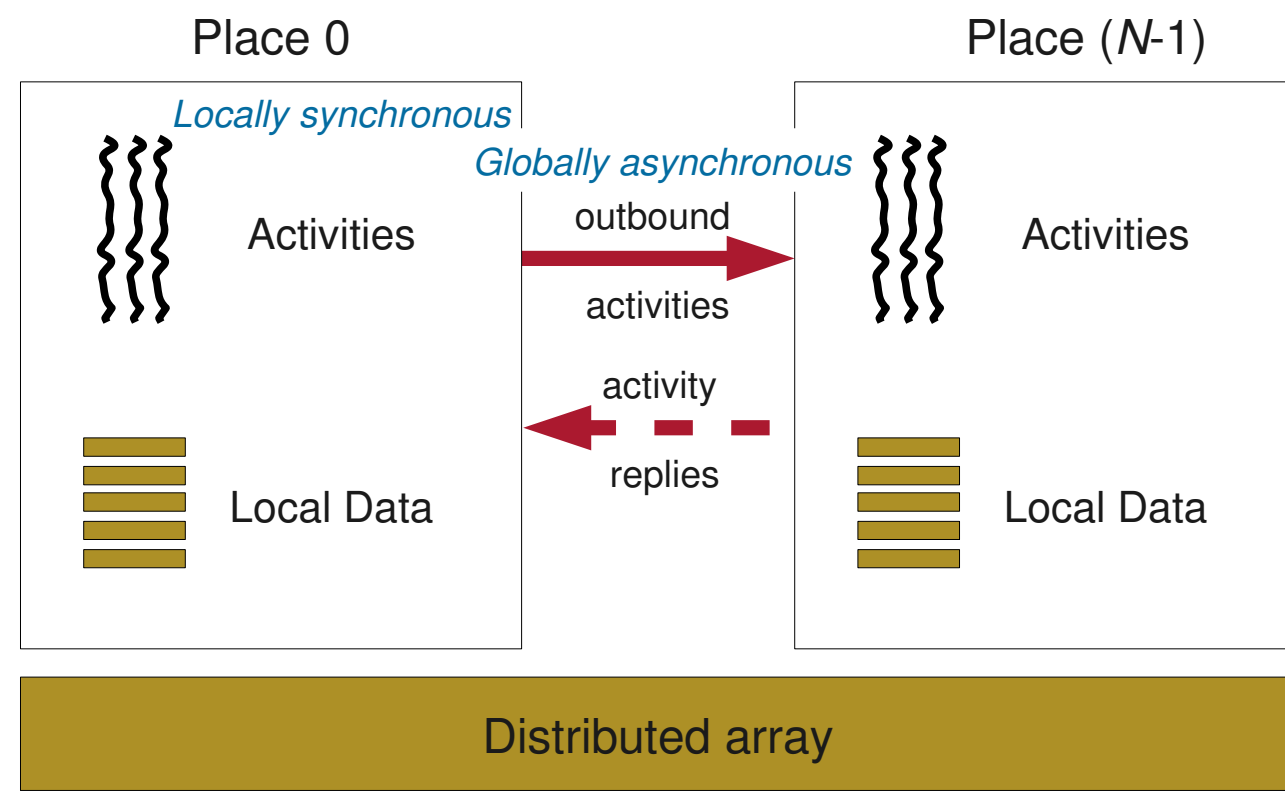 Place 0
Place (N-1)
Locally synchronous
Globally asynchronous
outbound
Activities
Activities
activities
activity
replies
Local Data
Local Data
Distributed array